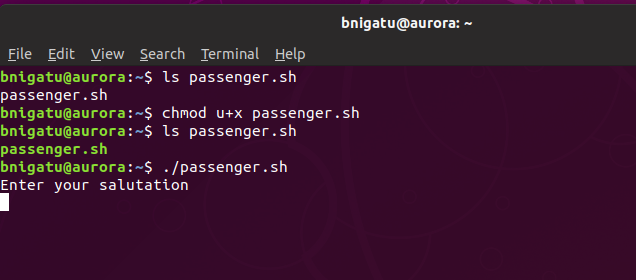 bnigatu@aurora: ~
File Edit View Search Terminal Help
bnigatu@aurora:~$ ls passenger.sh
passenger.sh
bnigatu@aurora:~$ chmod u+x passenger.sh
bnigatu@aurora:~$ ls passenger.sh
passenger.sh
bnigatu@aurora:~$ ./passenger.sh
Enter your salutation